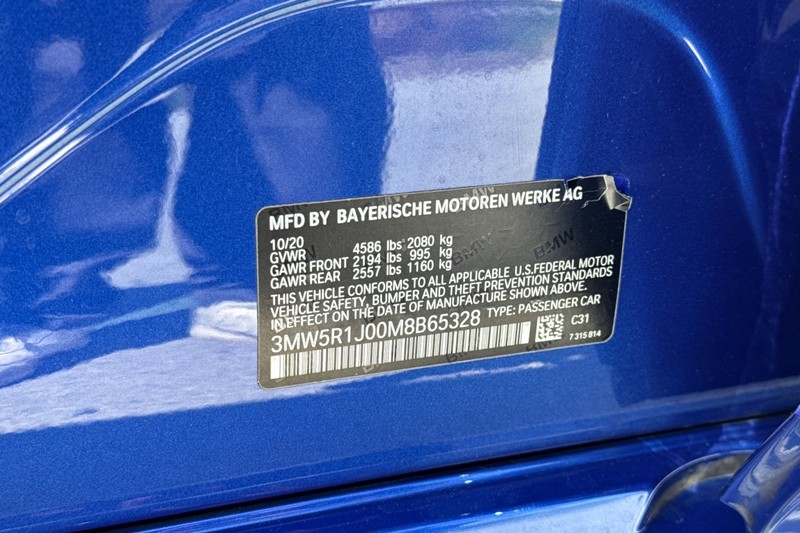 MFD BY BAYERISCHE MOTOREN WERKE AG
10/20
GVWR 4586 lbs 2080 kg
GAWR FRONT 2194 lbs 995 kg
GAWR REAR 2557 lbs 1160 kg
THIS VEHICLE CONFORMS TO ALL APPLICABLE U.S.FEDERAL MOTOR
VEHICLE SAFETY, BUMPER AND THEFT PREVENTION STANDARDS
IN EFFECT ON THE DATE OF MANUFACTURE SHOWN ABOVE.
3MW5R1J00M8B65328 TYPE: PASSENGER CAR
C31
7 315 814